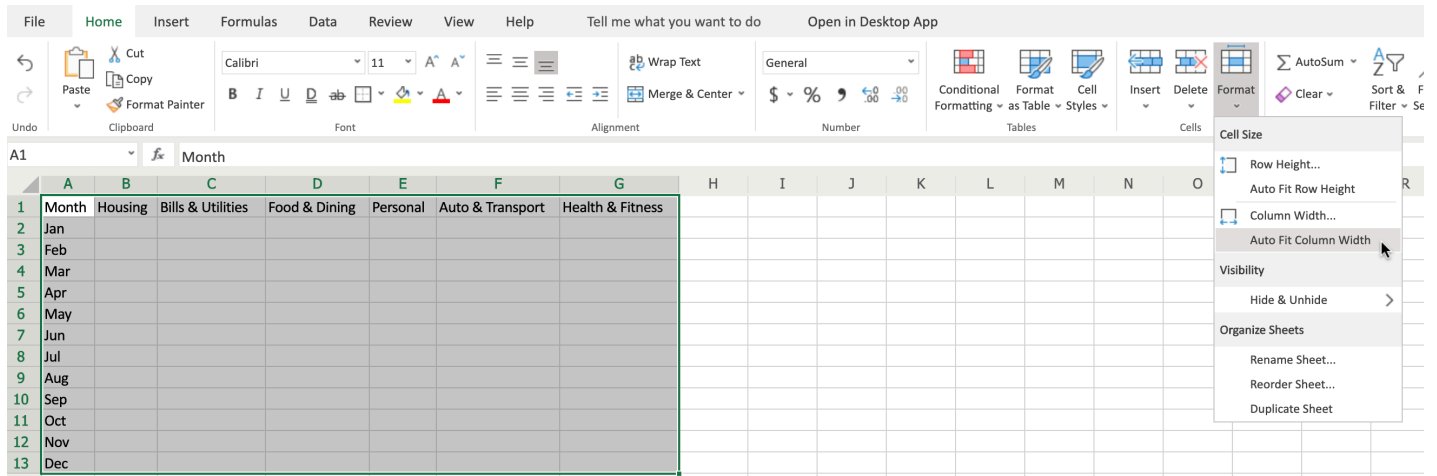 File Home Insert Formulas Data Review View Help Tell me what you want to do Open in Desktop App
Cut
Copy
Format Painter
Paste
Undo
Clipboard
Calibri 11 A A
B I U D ab A
Font
ab Wrap Text
Merge & Center
Alignment
General
$ % 9 .00 .00
Number
Conditional Formatting
Format as Table
Cell Styles
Tables
Insert
Delete
Format
Cells
AutoSum
Clear
Sort & Filter
A1 fx Month
A B C D E F G H I J K L M N O R
1 Month Housing Bills & Utilities Food & Dining Personal Auto & Transport Health & Fitness
2 Jan
3 Feb
4 Mar
5 Apr
6 May
7 Jun
8 Jul
9 Aug
10 Sep
11 Oct
12 Nov
13 Dec
Cell Size
Row Height...
Auto Fit Row Height
Column Width...
Auto Fit Column Width
Visibility
Hide & Unhide
Organize Sheets
Rename Sheet...
Reorder Sheet...
Duplicate Sheet